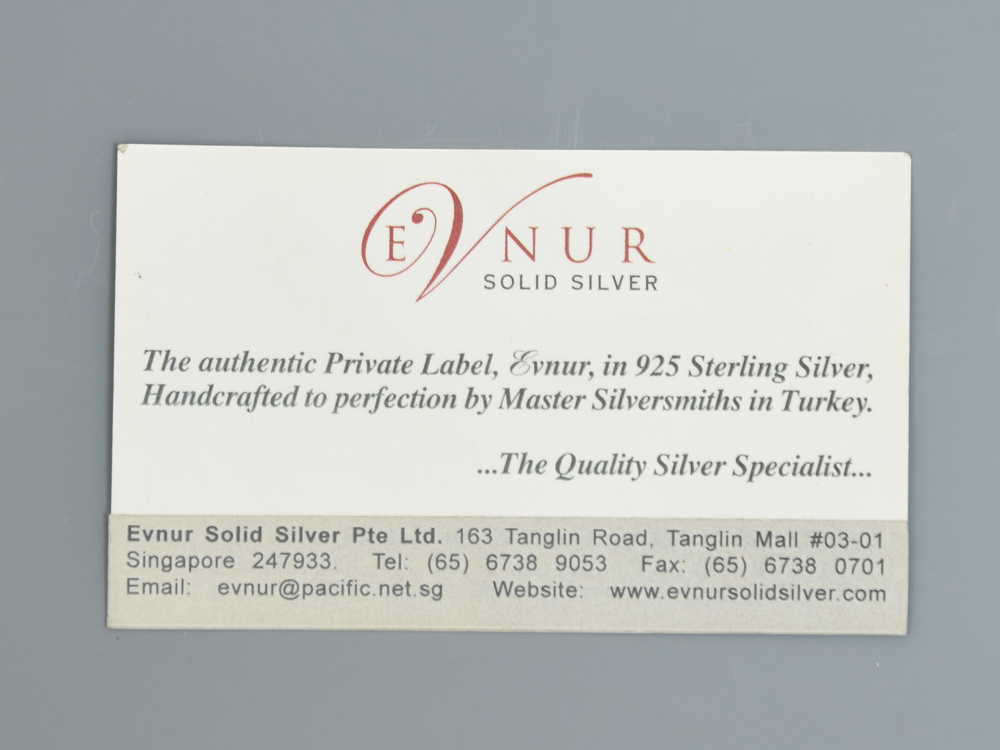 EVNUR
SOLID SILVER
The authentic Private Label, Evnur, in 925 Sterling Silver,
Handcrafted to perfection by Master Silversmiths in Turkey.
...The Quality Silver Specialist...
Evnur Solid Silver Pte Ltd. 163 Tanglin Road, Tanglin Mall #03-01
Singapore 247933. Tel: (65) 6738 9053 Fax: (65) 6738 0701
Email: evnur@pacific.net.sg Website: www.evnursolidsilver.com